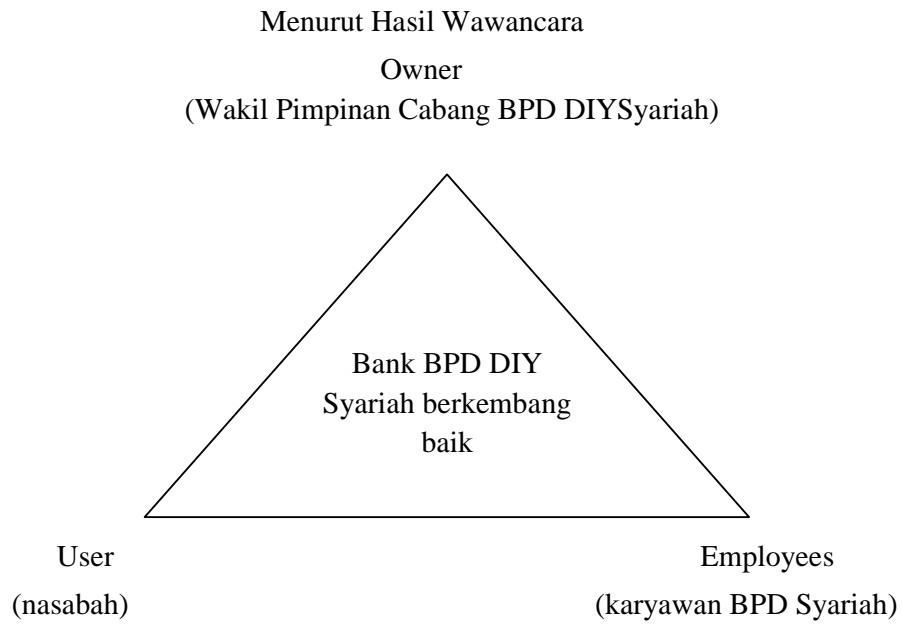 Menurut Hasil Wawancara
Owner
(Wakil Pimpinan Cabang BPD DIYSyariah)
Bank BPD DIY
Syariah berkembang
baik
User
Employees
(nasabah)
(karyawan BPD Syariah)